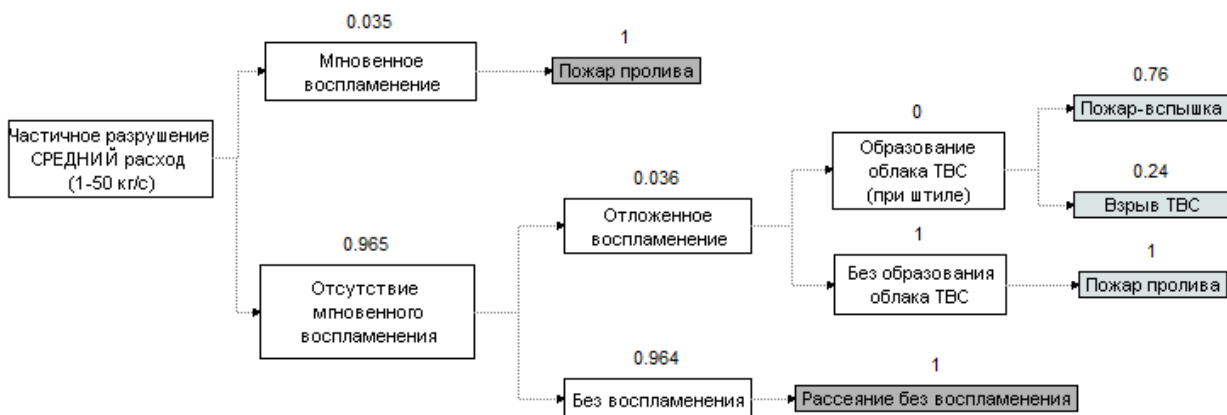 0.035
Мгновенное
воспламенение
1
Пожар пролива
Частичное разрушение
СРЕДНИЙ расход
(1-50 кг/с)
0.965
Отсутствие
мгновенного
воспламенения
0.036
Отложенное
воспламенение
0
Образование
облака ТВС
(при штиле)
0.76
Пожар-вспышка
0.24
Взрыв ТВС
1
Без образования
облака ТВС
1
Пожар пролива
0.964
Без воспламенения
1
Рассеяние без воспламенения